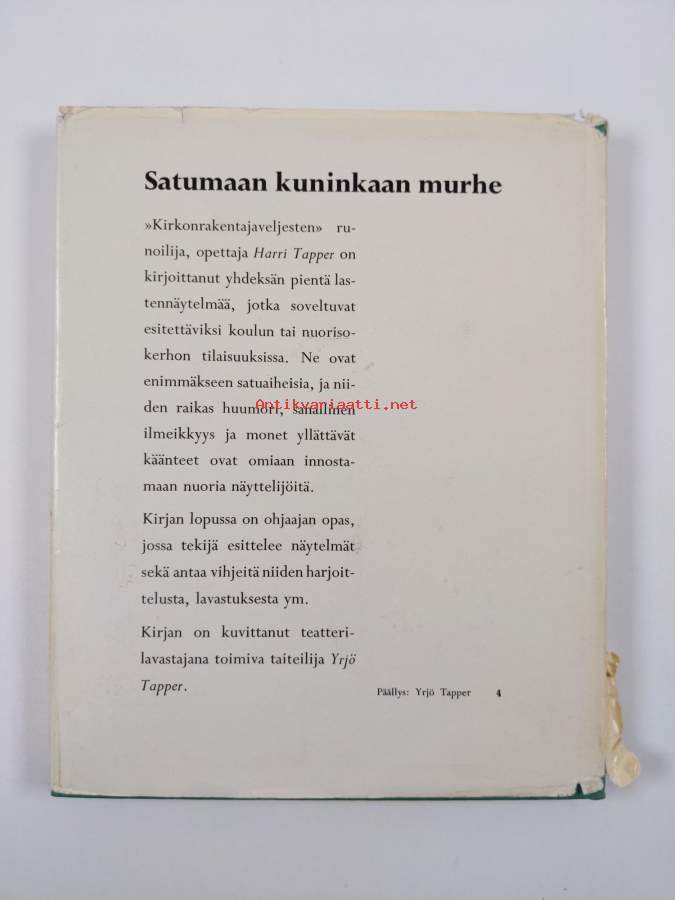 Satumaan kuninkaan murhe
»Kirkonrakentajaveljesten» ru-
noilija, opettaja Harri Tapper on
kirjoittanut yhdeksän pientä las-
tennäytelmää, jotka soveltuvat
esitettäviksi koulun tai nuoriso-
kerhon tilaisuuksissa. Ne ovat
enimmäkseen satuaiheisia, ja nii-
den raikas huumori, sanallinen
Antikvariaatti.net
ilmeikkyys ja monet yllättävät
käänteet ovat omiaan innosta-
maan nuoria näyttelijöitä.
Kirjan lopussa on ohjaajan opas,
jossa tekijä esittelee näytelmät
sekä antaa vihjeitä niiden harjoit-
telusta, lavastuksesta ym.
Kirjan on kuvittanut teatteri-
lavastajana toimiva taiteilija Yrjö
Tapper.
Päällys: Yrjö Tapper 4